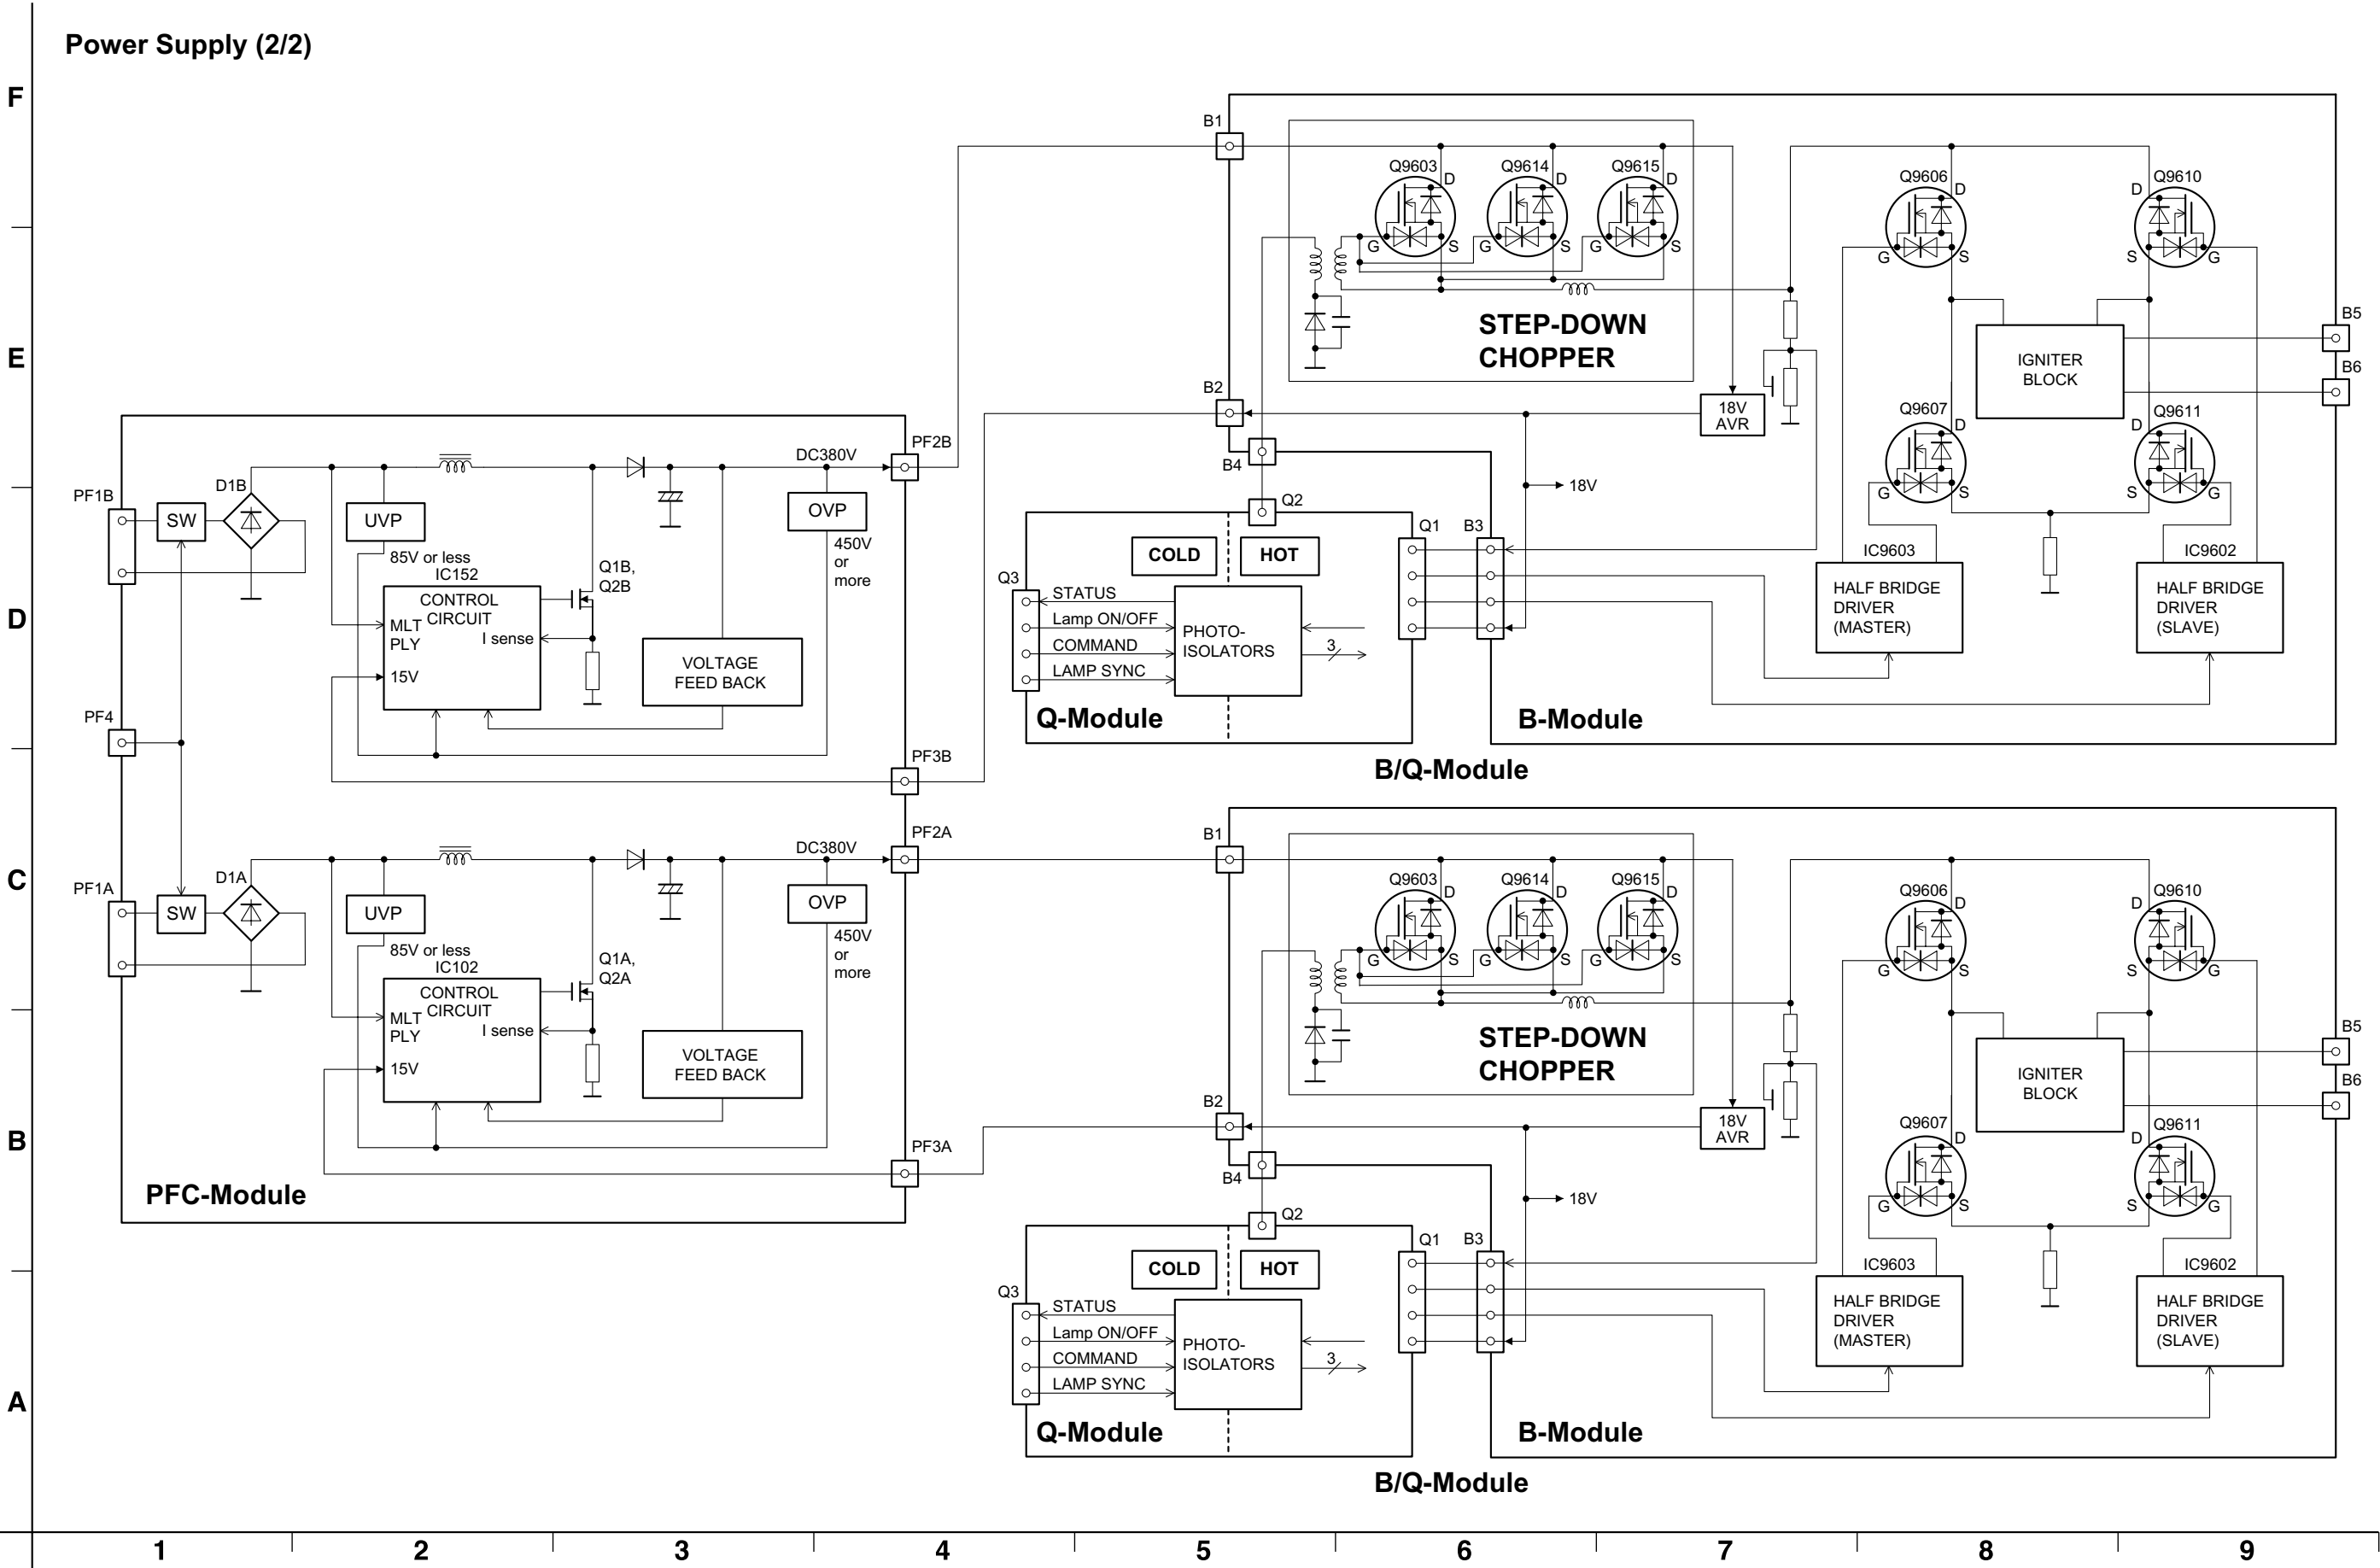 Power Supply (2/2)
F
E
D
C
B
A
B1
Q9603
Q9614
Q9615
D
D
D
G
S
G
S
G
S
STEP-DOWN
CHOPPER
Q9606
D
G
S
Q9610
D
S
G
IGNITER
BLOCK
B5
B6
B2
18V
AVR
Q9607
D
G
S
Q9611
D
S
G
B4
18V
PF2B
DC380V
PF1B
D1B
SW
UVP
OVP
85V or less
450V
or
more
IC152
CONTROL
CIRCUIT
MLT
PLY
I sense
15V
Q1B,
Q2B
VOLTAGE
FEED BACK
PF4
PF3B
Q2
Q1
B3
COLD
HOT
Q3
STATUS
Lamp ON/OFF
COMMAND
LAMP SYNC
PHOTO-
ISOLATORS
3
IC9603
HALF BRIDGE
DRIVER
(MASTER)
IC9602
HALF BRIDGE
DRIVER
(SLAVE)
Q-Module
B-Module
B/Q-Module
PF2A
DC380V
PF1A
D1A
SW
UVP
OVP
85V or less
450V
or
more
IC102
CONTROL
CIRCUIT
MLT
PLY
I sense
15V
Q1A,
Q2A
VOLTAGE
FEED BACK
PF3A
PFC-Module
B1
Q9603
Q9614
Q9615
D
D
D
G
S
G
S
G
S
STEP-DOWN
CHOPPER
Q9606
D
G
S
Q9610
D
S
G
IGNITER
BLOCK
B5
B6
B2
18V
AVR
Q9607
D
G
S
Q9611
D
S
G
B4
18V
Q2
Q1
B3
COLD
HOT
Q3
STATUS
Lamp ON/OFF
COMMAND
LAMP SYNC
PHOTO-
ISOLATORS
3
IC9603
HALF BRIDGE
DRIVER
(MASTER)
IC9602
HALF BRIDGE
DRIVER
(SLAVE)
Q-Module
B-Module
B/Q-Module
1 2 3 4 5 6 7 8 9